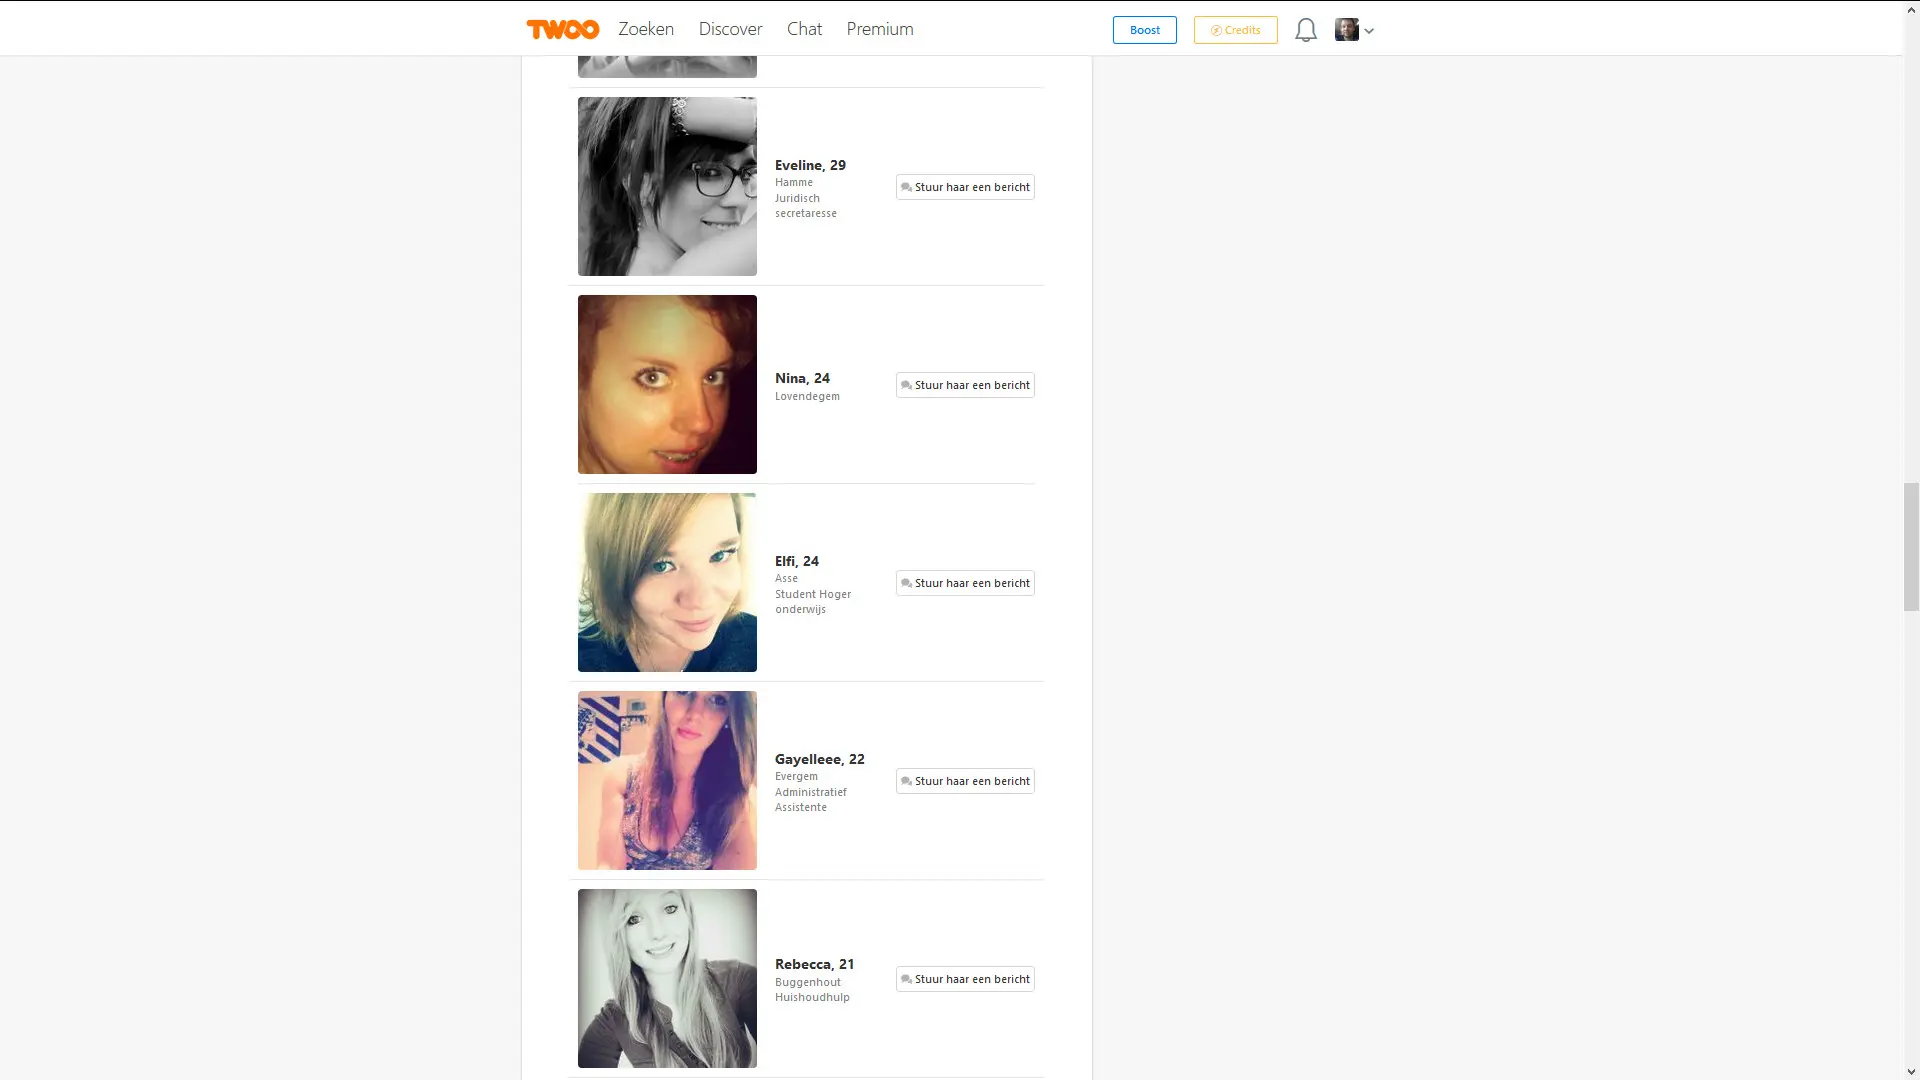 TWOO Zoeken Discover Chat Premium Boost Credits
Eveline, 29
Hamme
Juridisch
secretaresse
Stuur haar een bericht
Nina, 24
Lovendegem
Stuur haar een bericht
Elfi, 24
Asse
Student Hoger
onderwijs
Stuur haar een bericht
Gayelleee, 22
Evergem
Administratief
Assistente
Stuur haar een bericht
Rebecca, 21
Buggenhout
Huishoudhulp
Stuur haar een bericht